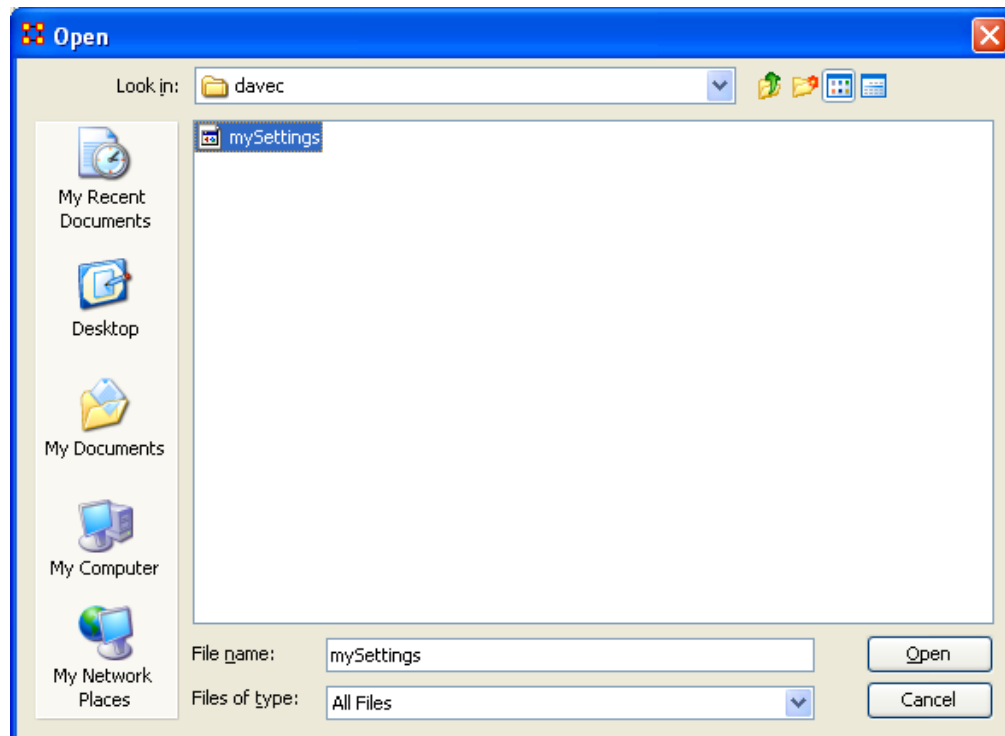 Open
Look in:
davec
mySettings
My Recent
Documents
Desktop
My Documents
My Computer
My Network
Places
File name:
mySettings
Open
Files of type:
All Files
Cancel